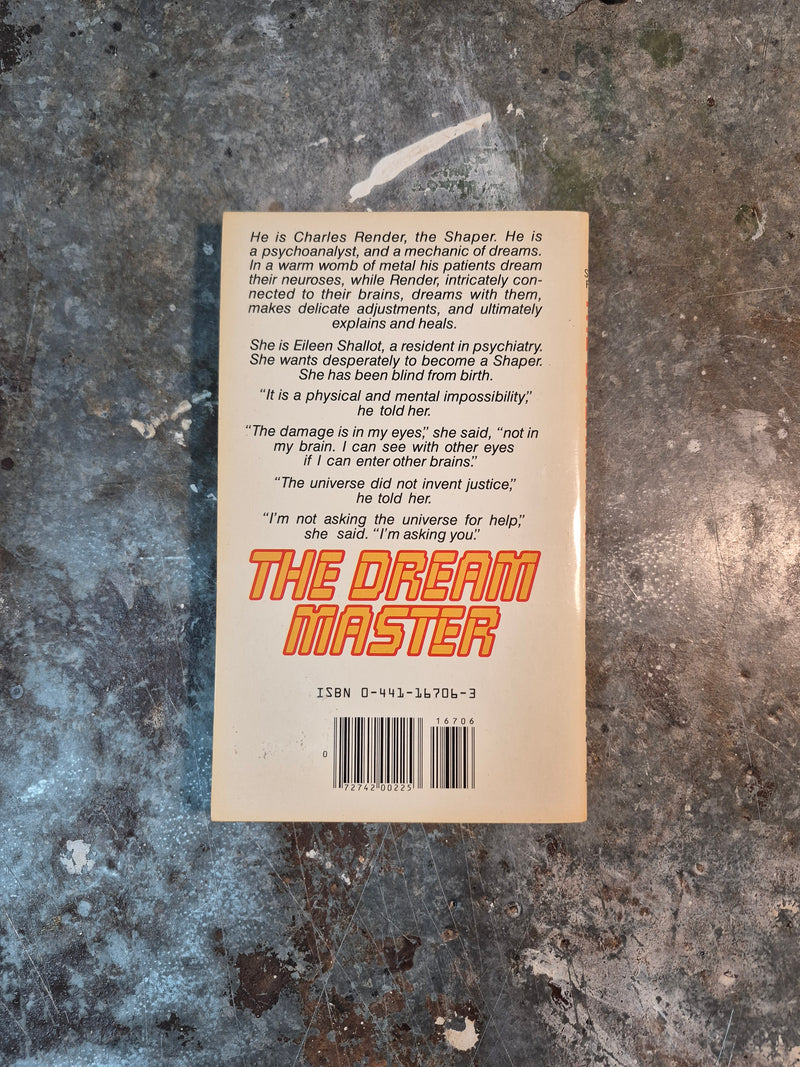 He is Charles Render, the Shaper. He is
a psychoanalyst, and a mechanic of dreams.
In a warm womb of metal his patients dream
their neuroses, while Render, intricately con-
nected to their brains, dreams with them,
makes delicate adjustments, and ultimately
explains and heals.
She is Eileen Shallot, a resident in psychiatry.
She wants desperately to become a Shaper.
She has been blind from birth.
“It is a physical and mental impossibility,”
he told her.
“The damage is in my eyes,” she said, “not in
my brain. I can see with other eyes
if I can enter other brains.”
“The universe did not invent justice,”
he told her.
“I'm not asking the universe for help,”
she said. “I'm asking you.”
THE DREAM
MASTER
ISBN 0-441-16706-3
16706
0
72742 00225